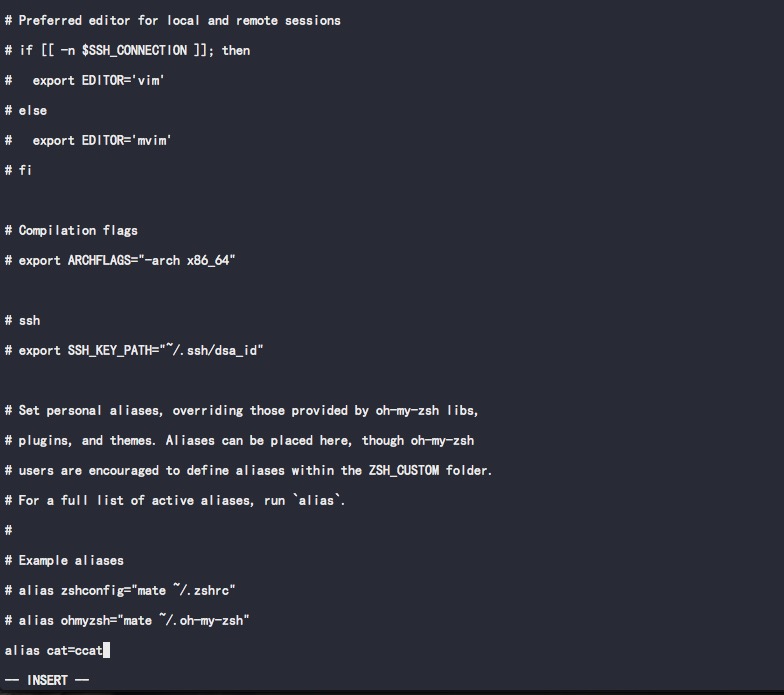 # Preferred editor for local and remote sessions
# if [[ -n $SSH_CONNECTION ]]; then
#   export EDITOR='vim'
# else
#   export EDITOR='mvim'
# fi
# Compilation flags
# export ARCHFLAGS="-arch x86_64"
# ssh
# export SSH_KEY_PATH="~/.ssh/dsa_id"
# Set personal aliases, overriding those provided by oh-my-zsh libs,
# plugins, and themes. Aliases can be placed here, though oh-my-zsh
# users are encouraged to define aliases within the ZSH_CUSTOM folder.
# For a full list of active aliases, run `alias`.
#
# Example aliases
# alias zshconfig="mate ~/.zshrc"
# alias ohmyzsh="mate ~/.oh-my-zsh"
alias cat=ccat
-- INSERT --